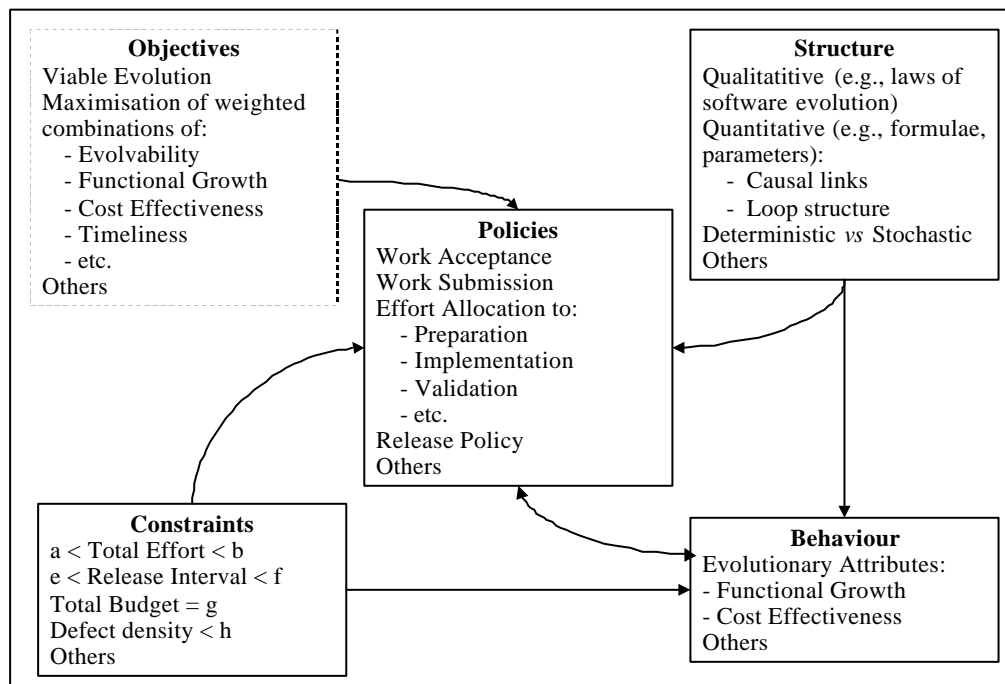 Objectives
Viable Evolution
Maximisation of weighted
combinations of:
- Evolvability
- Functional Growth
- Cost Effectiveness
- Timeliness
- etc.
Others
Structure
Qualitatitive (e.g., laws of
software evolution)
Quantitative (e.g., formulae,
parameters):
- Causal links
- Loop structure
Deterministic vs Stochastic
Others
Policies
Work Acceptance
Work Submission
Effort Allocation to:
- Preparation
- Implementation
- Validation
- etc.
Release Policy
Others
Constraints
a < Total Effort < b
e < Release Interval < f
Total Budget = g
Defect density < h
Others
Behaviour
Evolutionary Attributes:
- Functional Growth
- Cost Effectiveness
Others